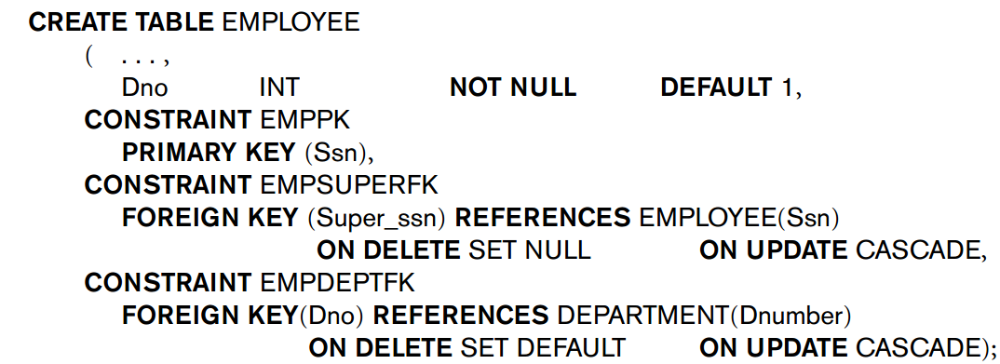 CREATE TABLE EMPLOYEE
( ...,
Dno INT NOT NULL DEFAULT 1,
CONSTRAINT EMPPK
PRIMARY KEY (Ssn),
CONSTRAINT EMPSUPERFK
FOREIGN KEY (Super_ssn) REFERENCES EMPLOYEE(Ssn)
ON DELETE SET NULL ON UPDATE CASCADE,
CONSTRAINT EMPDEPTFK
FOREIGN KEY(Dno) REFERENCES DEPARTMENT(Dnumber)
ON DELETE SET DEFAULT ON UPDATE CASCADE);